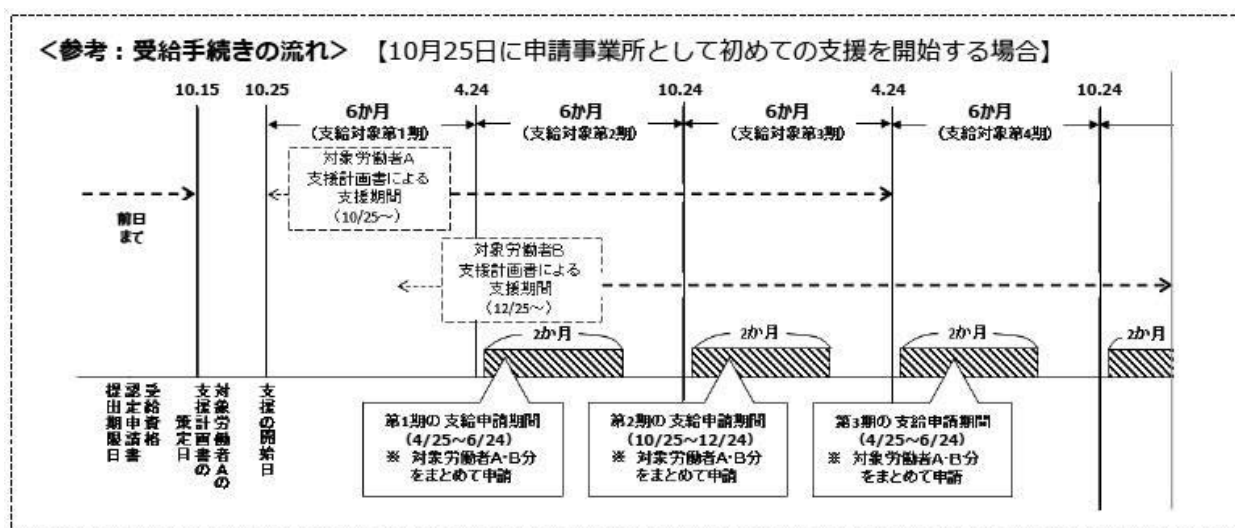 <参考：受給手続きの流れ> 【10月25日に申請事業所として初めての支援を開始する場合】
10.15
10.25
4.24
10.24
4.24
10.24
6か月
(支給対象第1期)
6か月
(支給対象第2期)
6か月
(支給対象第3期)
6か月
(支給対象第4期)
対象労働者A
支援計画書による
支援期間
(10/25～)
前日
まで
対象労働者B
支援計画書による
支援期間
(12/25～)
2か月
2か月
2か月
2か月
受給資格
認定申請書
提出期限日
対象労働者Aの
支援計画書の
策定日
支援の開始日
第1期の支給申請期間
(4/25～6/24)
※ 対象労働者A･B分
をまとめて申請
第2期の支給申請期間
(10/25～12/24)
※ 対象労働者A･B分
をまとめて申請
第3期の支給申請期間
(4/25～6/24)
※ 対象労働者A･B分
をまとめて申請